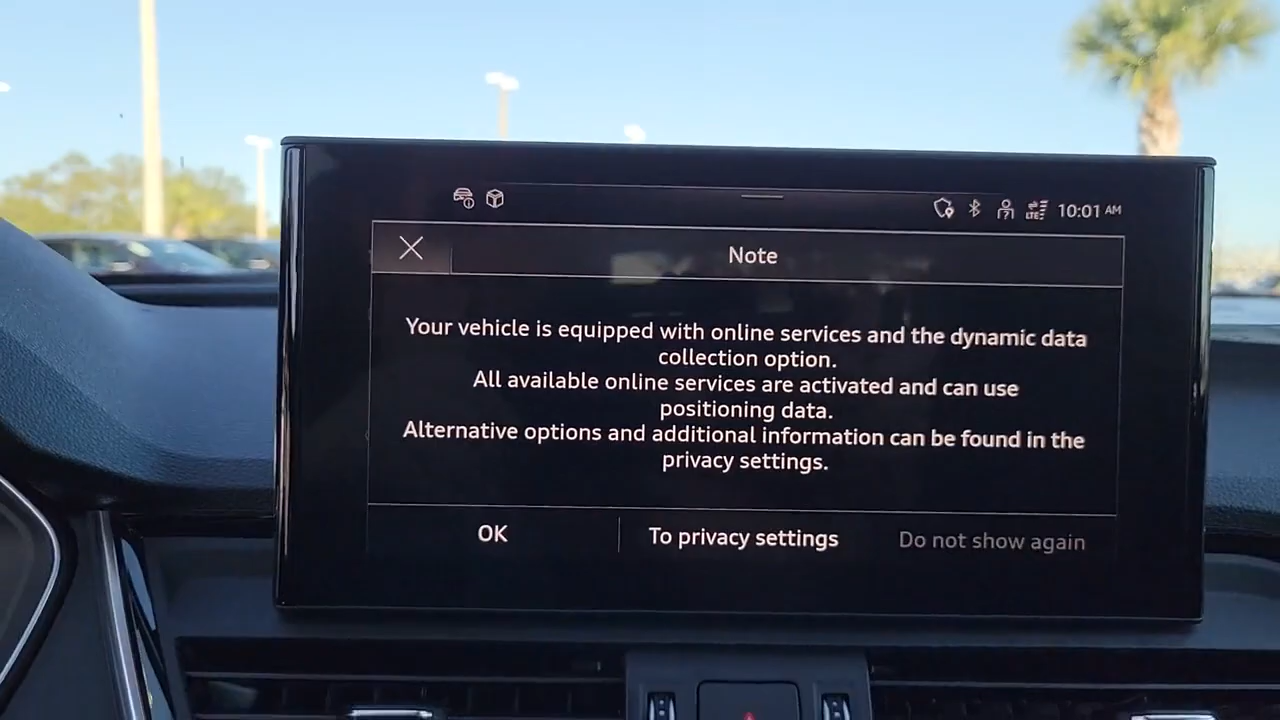 LTE 10:01 AM
Note
Your vehicle is equipped with online services and the dynamic data
collection option.
All available online services are activated and can use
positioning data.
Alternative options and additional information can be found in the
privacy settings.
OK To privacy settings Do not show again